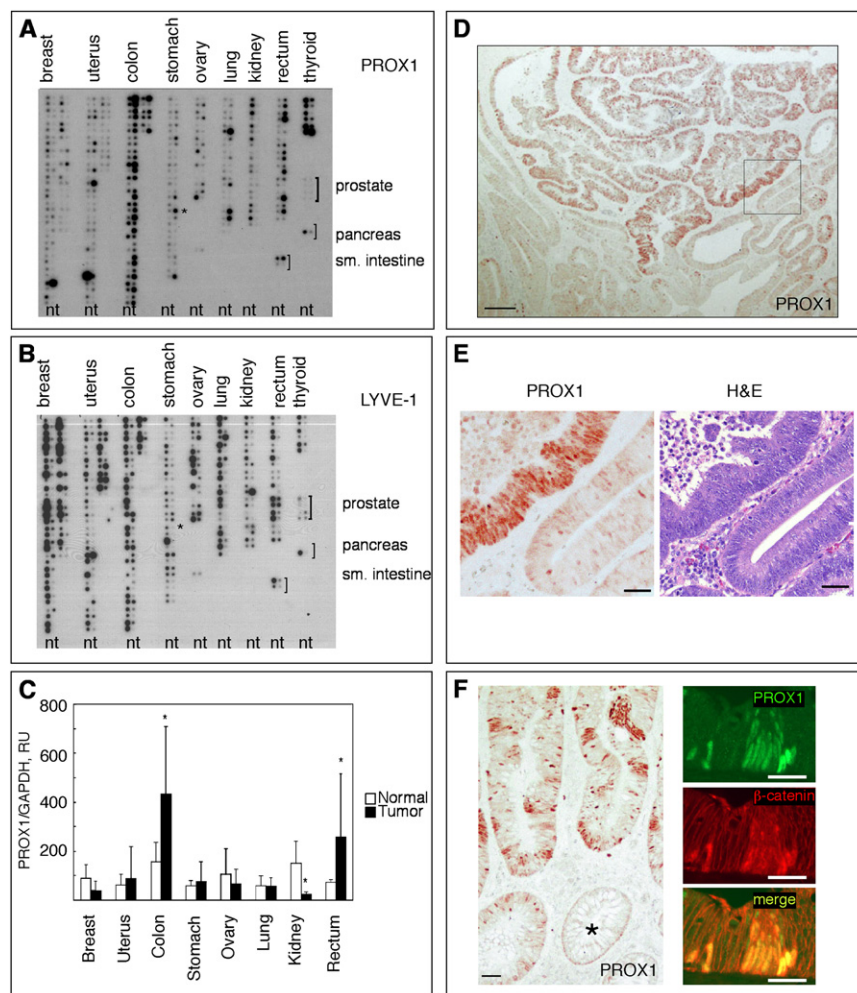 A
breast
uterus
colon
stomach
ovary
lung
kidney
rectum
thyroid
PROX1
prostate
*
pancreas
sm. intestine
nt nt nt nt nt nt nt nt nt
B
breast
uterus
colon
stomach
ovary
lung
kidney
rectum
thyroid
LYVE-1
prostate
*
pancreas
sm. intestine
nt nt nt nt nt nt nt nt nt
C
PROX1/GAPDH, RU
800
600
400
200
* * *
Normal
Tumor
Breast
Uterus
Colon
Stomach
Ovary
Lung
Kidney
Rectum
D
PROX1
E
PROX1 H&E
F
*
PROX1
PROX1
β-catenin
merge